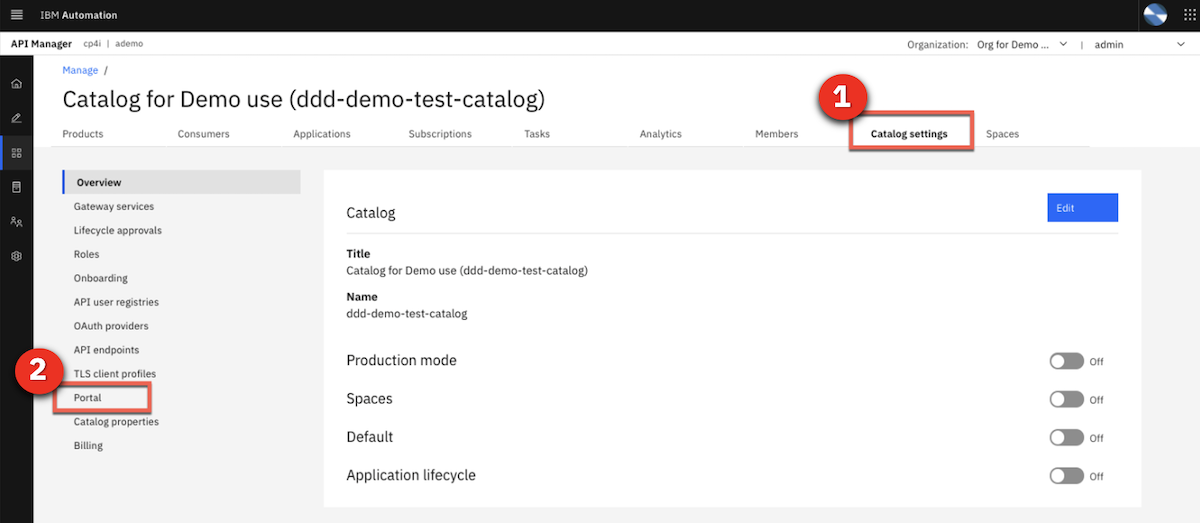 IBM Automation
API Manager cp4i | ademo
Organization: Org for Demo ... | admin
Manage /
Catalog for Demo use (ddd-demo-test-catalog)
1
Products Consumers Applications Subscriptions Tasks Analytics Members Catalog settings Spaces
Overview
Gateway services
Lifecycle approvals
Roles
Onboarding
API user registries
OAuth providers
API endpoints
TLS client profiles
2
Portal
Catalog properties
Billing
Catalog
Edit
Title
Catalog for Demo use (ddd-demo-test-catalog)
Name
ddd-demo-test-catalog
Production mode Off
Spaces Off
Default Off
Application lifecycle Off